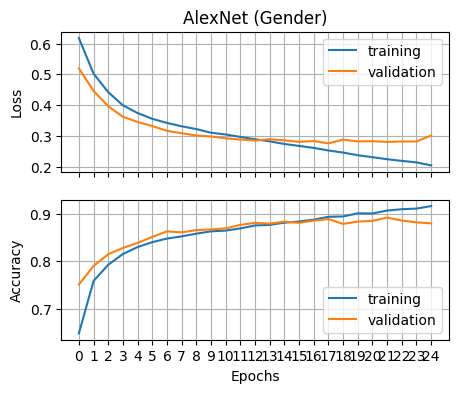 AlexNet (Gender)
0.6
0.5
0.4
0.3
0.2
Loss
training
validation
0.9
0.8
0.7
Accuracy
training
validation
0 1 2 3 4 5 6 7 8 9 10 11 12 13 14 15 16 17 18 19 20 21 22 23 24
Epochs